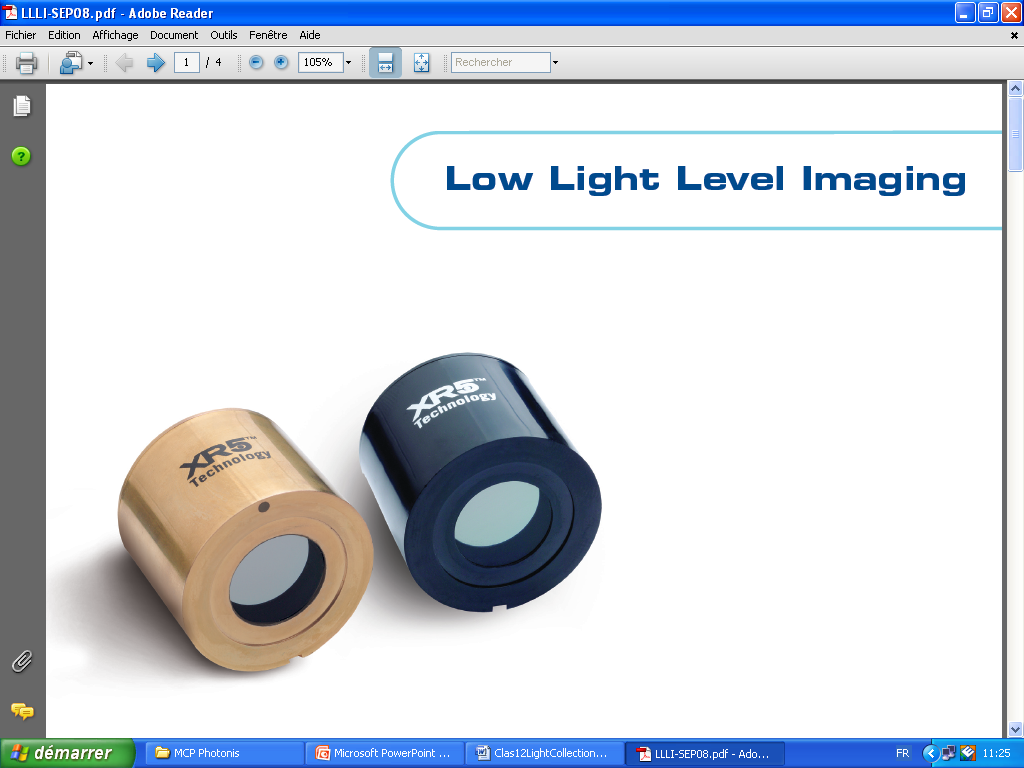 LLLI-SEP08.pdf - Adobe Reader
Fichier Edition Affichage Document Outils Fenêtre Aide
1 / 4 105% Rechercher
?
Low Light Level Imaging
XR5™
Technology
XR5™
Technology
démarrer MCP Photonis Microsoft PowerPoint ... Clas12LightCollection... LLLI-SEP08.pdf - Ado... FR 11:25